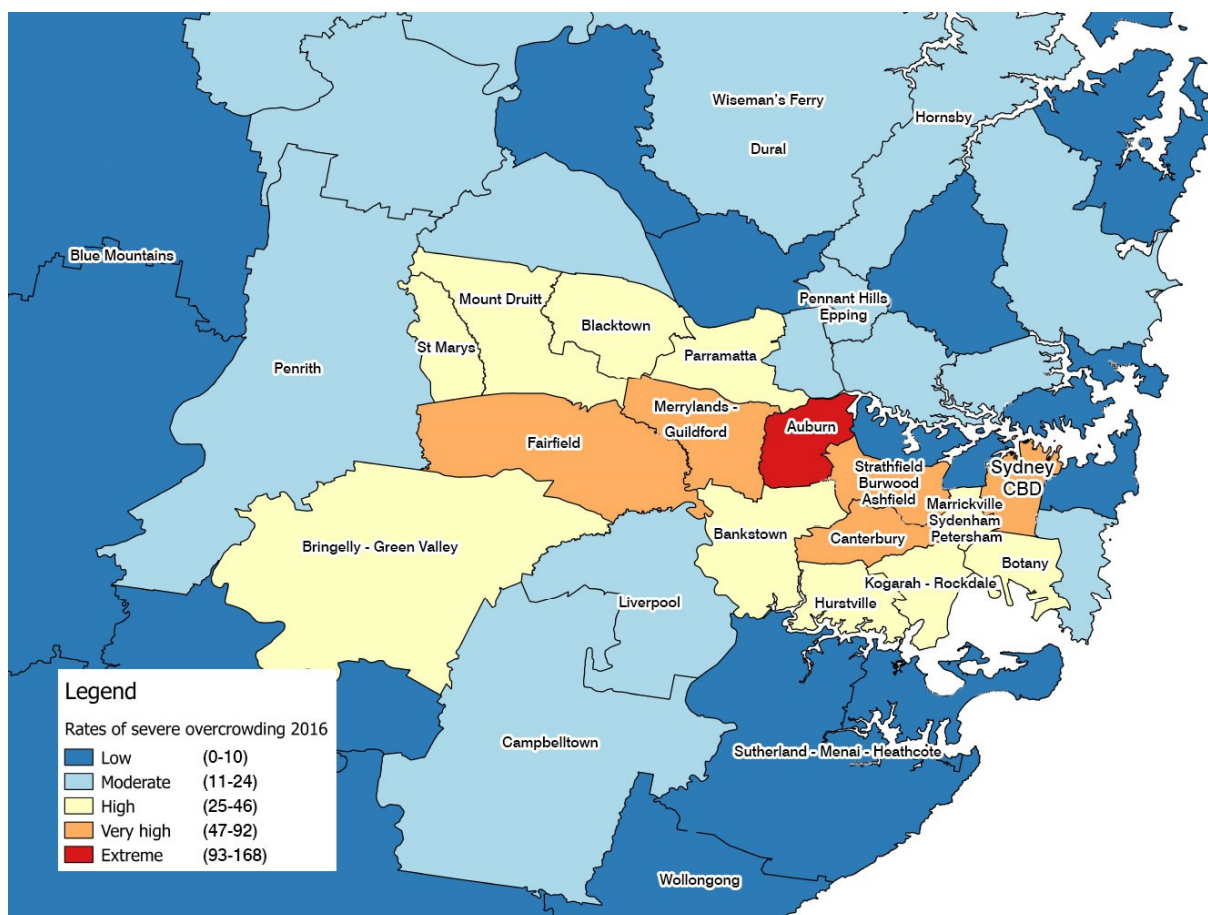 Wiseman's Ferry
Hornsby
Dural
Blue Mountains
Pennant Hills
Epping
Mount Druitt
Blacktown
St Marys
Parramatta
Penrith
Merrylands -
Guildford
Auburn
Fairfield
Strathfield
Burwood
Ashfield
Sydney
CBD
Marrickville
Sydenham
Petersham
Bankstown
Canterbury
Bringelly - Green Valley
Botany
Kogarah - Rockdale
Hurstville
Liverpool
Campbelltown
Sutherland - Menai - Heathcote
Wollongong
Legend
Rates of severe overcrowding 2016
Low (0-10)
Moderate (11-24)
High (25-46)
Very high (47-92)
Extreme (93-168)